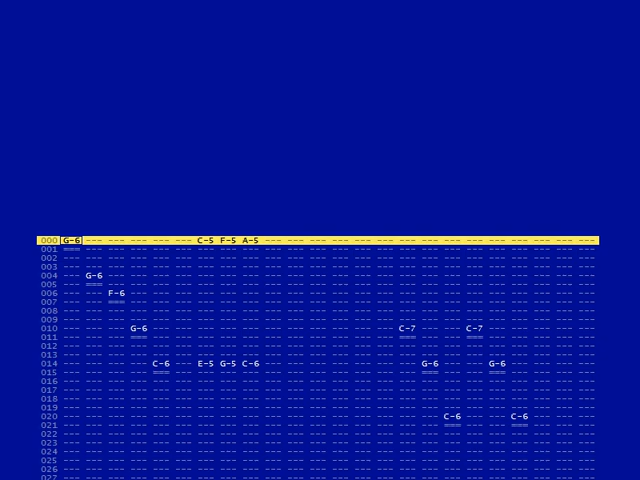 000 G-6 --- --- --- --- --- C-5 F-5 A-5 --- --- --- --- --- --- --- --- --- --- --- --- --- --- ---
001 === --- --- --- --- --- --- --- --- --- --- --- --- --- --- --- --- --- --- --- --- --- --- ---
002 --- --- --- --- --- --- --- --- --- --- --- --- --- --- --- --- --- --- --- --- --- --- --- ---
003 --- --- --- --- --- --- --- --- --- --- --- --- --- --- --- --- --- --- --- --- --- --- --- ---
004 --- G-6 --- --- --- --- --- --- --- --- --- --- --- --- --- --- --- --- --- --- --- --- --- ---
005 --- === --- --- --- --- --- --- --- --- --- --- --- --- --- --- --- --- --- --- --- --- --- ---
006 --- --- F-6 --- --- --- --- --- --- --- --- --- --- --- --- --- --- --- --- --- --- --- --- ---
007 --- --- === --- --- --- --- --- --- --- --- --- --- --- --- --- --- --- --- --- --- --- --- ---
008 --- --- --- --- --- --- --- --- --- --- --- --- --- --- --- --- --- --- --- --- --- --- --- ---
009 --- --- --- --- --- --- --- --- --- --- --- --- --- --- --- --- --- --- --- --- --- --- --- ---
010 --- --- --- G-6 --- --- --- --- --- --- --- --- --- --- --- C-7 --- --- C-7 --- --- --- --- ---
011 --- --- --- === --- --- --- --- --- --- --- --- --- --- --- === --- --- === --- --- --- --- ---
012 --- --- --- --- --- --- --- --- --- --- --- --- --- --- --- --- --- --- --- --- --- --- --- ---
013 --- --- --- --- --- --- --- --- --- --- --- --- --- --- --- --- --- --- --- --- --- --- --- ---
014 --- --- --- --- C-6 --- E-5 G-5 C-6 --- --- --- --- --- --- --- G-6 --- --- G-6 --- --- --- ---
015 --- --- --- --- === --- --- --- --- --- --- --- --- --- --- --- === --- --- === --- --- --- ---
016 --- --- --- --- --- --- --- --- --- --- --- --- --- --- --- --- --- --- --- --- --- --- --- ---
017 --- --- --- --- --- --- --- --- --- --- --- --- --- --- --- --- --- --- --- --- --- --- --- ---
018 --- --- --- --- --- --- --- --- --- --- --- --- --- --- --- --- --- --- --- --- --- --- --- ---
019 --- --- --- --- --- --- --- --- --- --- --- --- --- --- --- --- --- --- --- --- --- --- --- ---
020 --- --- --- --- --- --- --- --- --- --- --- --- --- --- --- --- --- C-6 --- --- C-6 --- --- ---
021 --- --- --- --- --- --- --- --- --- --- --- --- --- --- --- --- --- === --- --- === --- --- ---
022 --- --- --- --- --- --- --- --- --- --- --- --- --- --- --- --- --- --- --- --- --- --- --- ---
023 --- --- --- --- --- --- --- --- --- --- --- --- --- --- --- --- --- --- --- --- --- --- --- ---
024 --- --- --- --- --- --- --- --- --- --- --- --- --- --- --- --- --- --- --- --- --- --- --- ---
025 --- --- --- --- --- --- --- --- --- --- --- --- --- --- --- --- --- --- --- --- --- --- --- ---
026 --- --- --- --- --- --- --- --- --- --- --- --- --- --- --- --- --- --- --- --- --- --- --- ---
027 --- --- --- --- --- --- --- --- --- --- --- --- --- --- --- --- --- --- --- --- --- --- --- ---